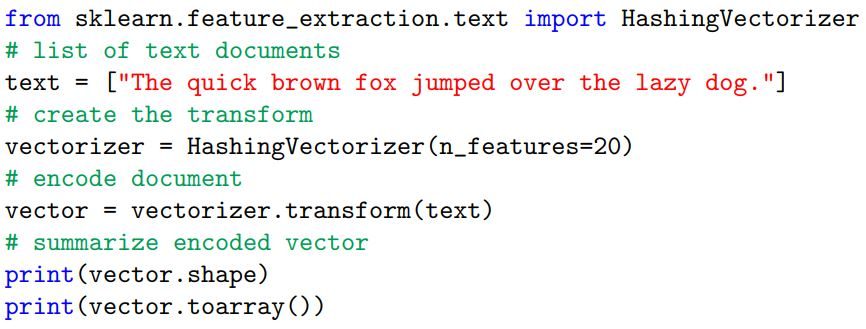 from sklearn.feature_extraction.text import HashingVectorizer
# list of text documents
text = ["The quick brown fox jumped over the lazy dog."]
# create the transform
vectorizer = HashingVectorizer(n_features=20)
# encode document
vector = vectorizer.transform(text)
# summarize encoded vector
print(vector.shape)
print(vector.toarray())